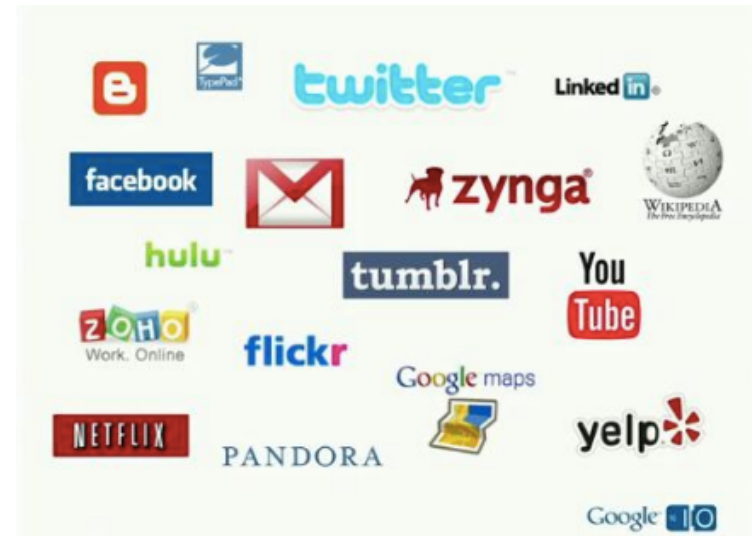 TypePad
twitter
Linked in
facebook
zynga
WIKIPEDIA
The Free Encyclopedia
hulu
tumblr.
You
Tube
ZOHO
Work. Online
flickr
Google maps
NETFLIX
PANDORA
yelp
Google IO